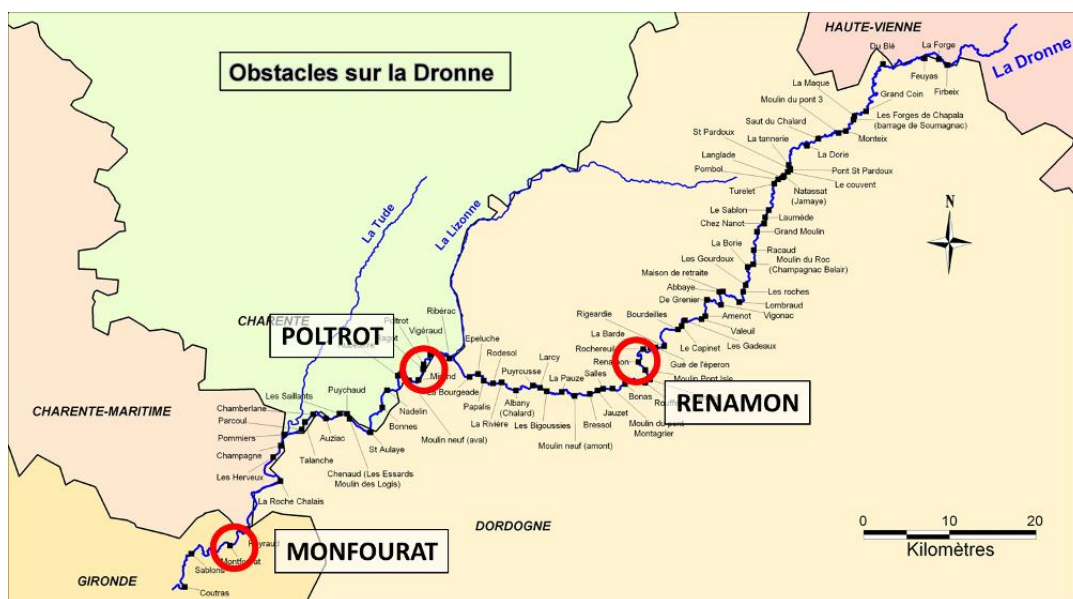 HAUTE-VIENNE
Du Blé
La Forge
La Dronne
Obstacles sur la Dronne
Feuyas
Firbeix
La Maque
Grand Coin
Moulin du pont 3
Les Forges de Chapala
(barrage de Soumagnac)
Saut du Chalard
St Pardoux
La tannerie
Monteix
La Dorie
Langlade
Pombol
Pont St Pardoux
Le couvent
Turelet
Natassat
(Jamaye)
La Tude
La Lizonne
Le Sablon
Laumède
Chez Nanot
Grand Moulin
N
La Borie
Racaud
Moulin du Roc
(Champagnac Belair)
Les Gourdoux
Maison de retraite
Abbaye
Les roches
De Grenier
Lombraud
Vigonac
Rigeardie
Bourdeilles
Amenot
Valeuil
CHARENTE
Poltrot
Ribérac
Vigéraud
POLTROT
Epeluche
La Barde
Le Capinet
Les Gadeaux
Rochereuil
Rodesol
Renamon
Gué de l'éperon
Larcy
Puyrousse
La Pauze
Salles
Moulin Pont Isle
La Bourgeade
Puychaud
Les Saillants
Papalis
Albany
(Chalard)
Bonas
RENAMON
CHARENTE-MARITIME
Chamberlane
Parcoul
Nadelin
Bonnes
La Rivière
Les Bigoussies
Jauzet
Moulin du pont
Montagrier
Pommiers
Auziac
Moulin neuf (aval)
Moulin neuf (amont)
Bressol
St Aulaye
Champagne
Talanche
Chenaud (Les Essards
Moulin des Logis)
Les Herveux
La Roche Chalais
DORDOGNE
0
10
20
Kilomètres
MONFOURAT
Monfourat
Sablons
GIRONDE
Coutras